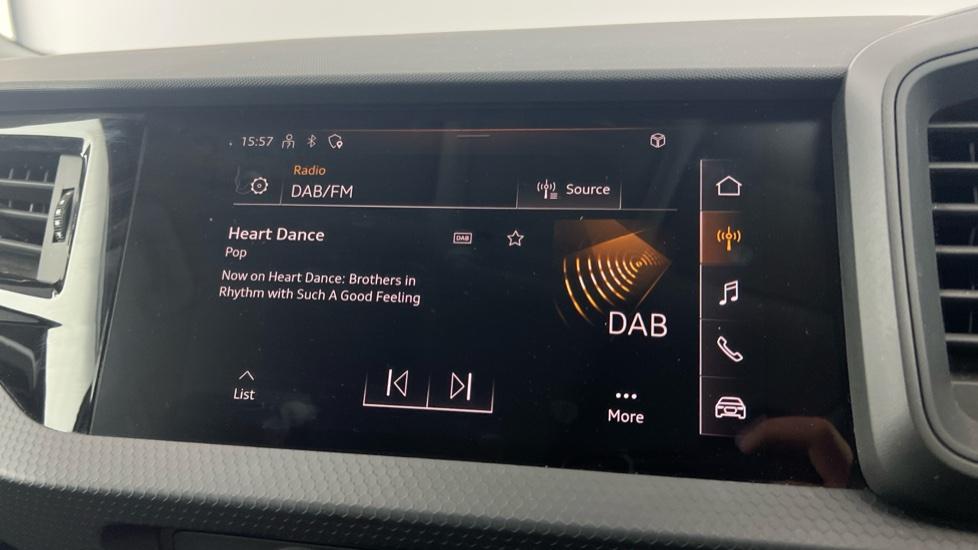 15:57
Radio
DAB/FM
Source
Heart Dance
DAB
Pop
Now on Heart Dance: Brothers in
Rhythm with Such A Good Feeling
DAB
List
More